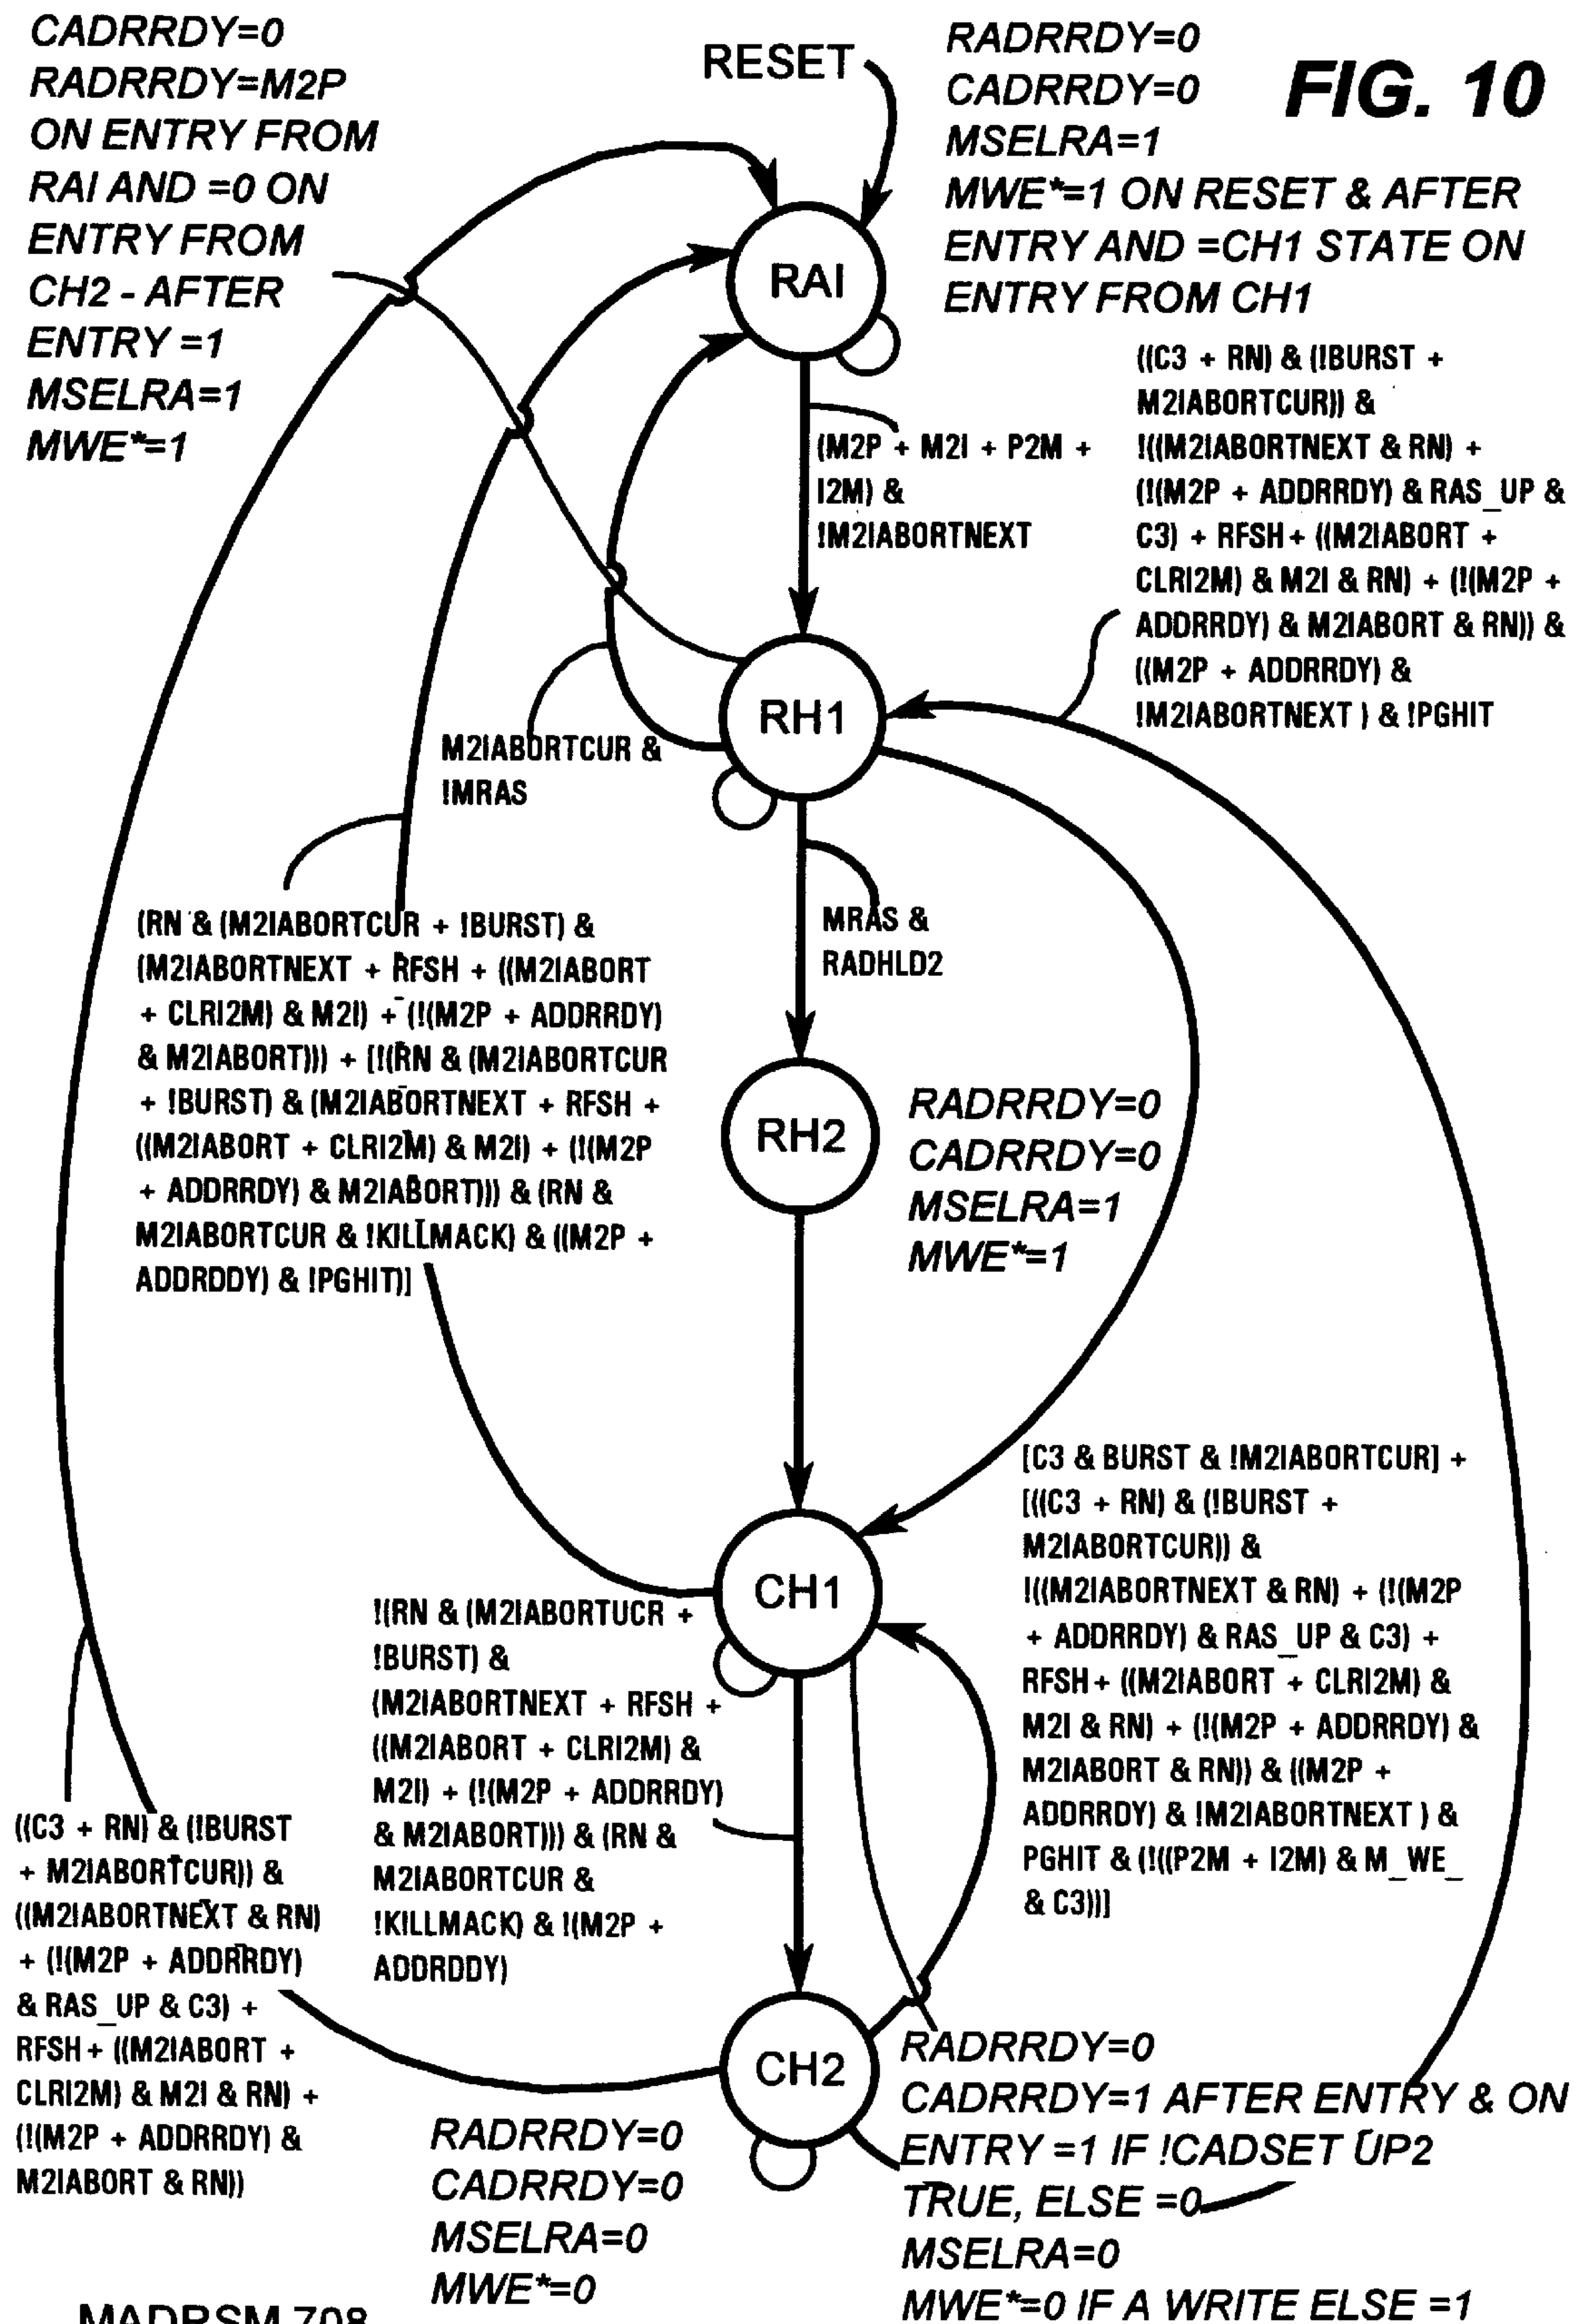 CADRRDY=0
RADRRDY=M2P
ON ENTRY FROM
RAI AND =0 ON
ENTRY FROM
CH2 - AFTER
ENTRY =1
MSELRA=1
MWE*=1
RESET
RADRRDY=0
CADRRDY=0
MSELRA=1
MWE*=1 ON RESET & AFTER
ENTRY AND =CH1 STATE ON
ENTRY FROM CH1
FIG. 10
RAI
(M2P + M2I + P2M +
I2M) &
!M2IABORTNEXT
((C3 + RN) & (!BURST +
M2IABORTCUR)) &
!((M2IABORTNEXT & RN) +
(!(M2P + ADDRRDY) & RAS_UP &
C3) + RFSH + ((M2IABORT +
CLRI2M) & M2I & RN) + (!(M2P +
ADDRRDY) & M2IABORT & RN)) &
((M2P + ADDRRDY) &
!M2IABORTNEXT ) & !PGHIT
RH1
M2IABORTCUR &
!MRAS
MRAS &
RADHLD2
(RN & (M2IABORTCUR + !BURST) &
(M2IABORTNEXT + RFSH + ((M2IABORT
+ CLRI2M) & M2I) + (!(M2P + ADDRRDY)
& M2IABORT))) + [!(RN & (M2IABORTCUR
+ !BURST) & (M2IABORTNEXT + RFSH +
((M2IABORT + CLRI2M) & M2I) + (!(M2P
+ ADDRRDY) & M2IABORT))) & (RN &
M2IABORTCUR & !KILLMACK) & ((M2P +
ADDRDDY) & !PGHIT)]
RH2
RADRRDY=0
CADRRDY=0
MSELRA=1
MWE*=1
CH1
[C3 & BURST & !M2IABORTCUR] +
[((C3 + RN) & (!BURST +
M2IABORTCUR)) &
!((M2IABORTNEXT & RN) + (!(M2P
+ ADDRRDY) & RAS_UP & C3) +
RFSH + ((M2IABORT + CLRI2M) &
M2I & RN) + (!(M2P + ADDRRDY) &
M2IABORT & RN)) & ((M2P +
ADDRRDY) & !M2IABORTNEXT ) &
PGHIT & (!((P2M + I2M) & M_WE_
& C3))]
!(RN & (M2IABORTUCR +
!BURST) &
(M2IABORTNEXT + RFSH +
((M2IABORT + CLRI2M) &
M2I) + (!(M2P + ADDRRDY)
& M2IABORT))) & (RN &
M2IABORTCUR &
!KILLMACK) & !(M2P +
ADDRDDY)
((C3 + RN) & (!BURST
+ M2IABORTCUR)) &
((M2IABORTNEXT & RN)
+ (!(M2P + ADDRRDY)
& RAS_UP & C3) +
RFSH + ((M2IABORT +
CLRI2M) & M2I & RN) +
(!(M2P + ADDRRDY) &
M2IABORT & RN))
CH2
RADRRDY=0
CADRRDY=0
MSELRA=0
MWE*=0
RADRRDY=0
CADRRDY=1 AFTER ENTRY & ON
ENTRY =1 IF !CADSET UP2
TRUE, ELSE =0
MSELRA=0
MWE*=0 IF A WRITE ELSE =1
MADRSM 708